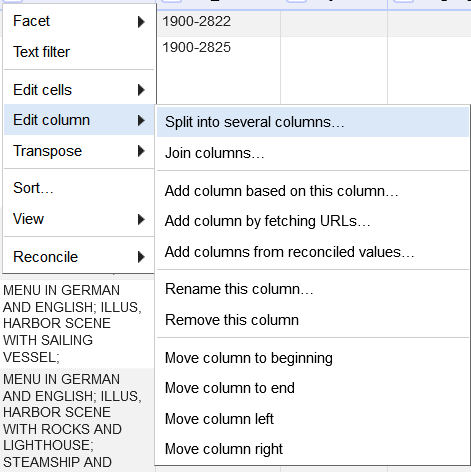 Facet
Text filter
Edit cells
Edit column
Transpose
Sort…
View
Reconcile
1900-2822
1900-2825
Split into several columns…
Join columns…
Add column based on this column…
Add column by fetching URLs…
Add columns from reconciled values…
Rename this column…
Remove this column
Move column to beginning
Move column to end
Move column left
Move column right
MENU IN GERMAN
AND ENGLISH; ILLUS,
HARBOR SCENE
WITH SAILING
VESSEL;
MENU IN GERMAN
AND ENGLISH; ILLUS,
HARBOR SCENE
WITH ROCKS AND
LIGHTHOUSE;
STEAMSHIP AND